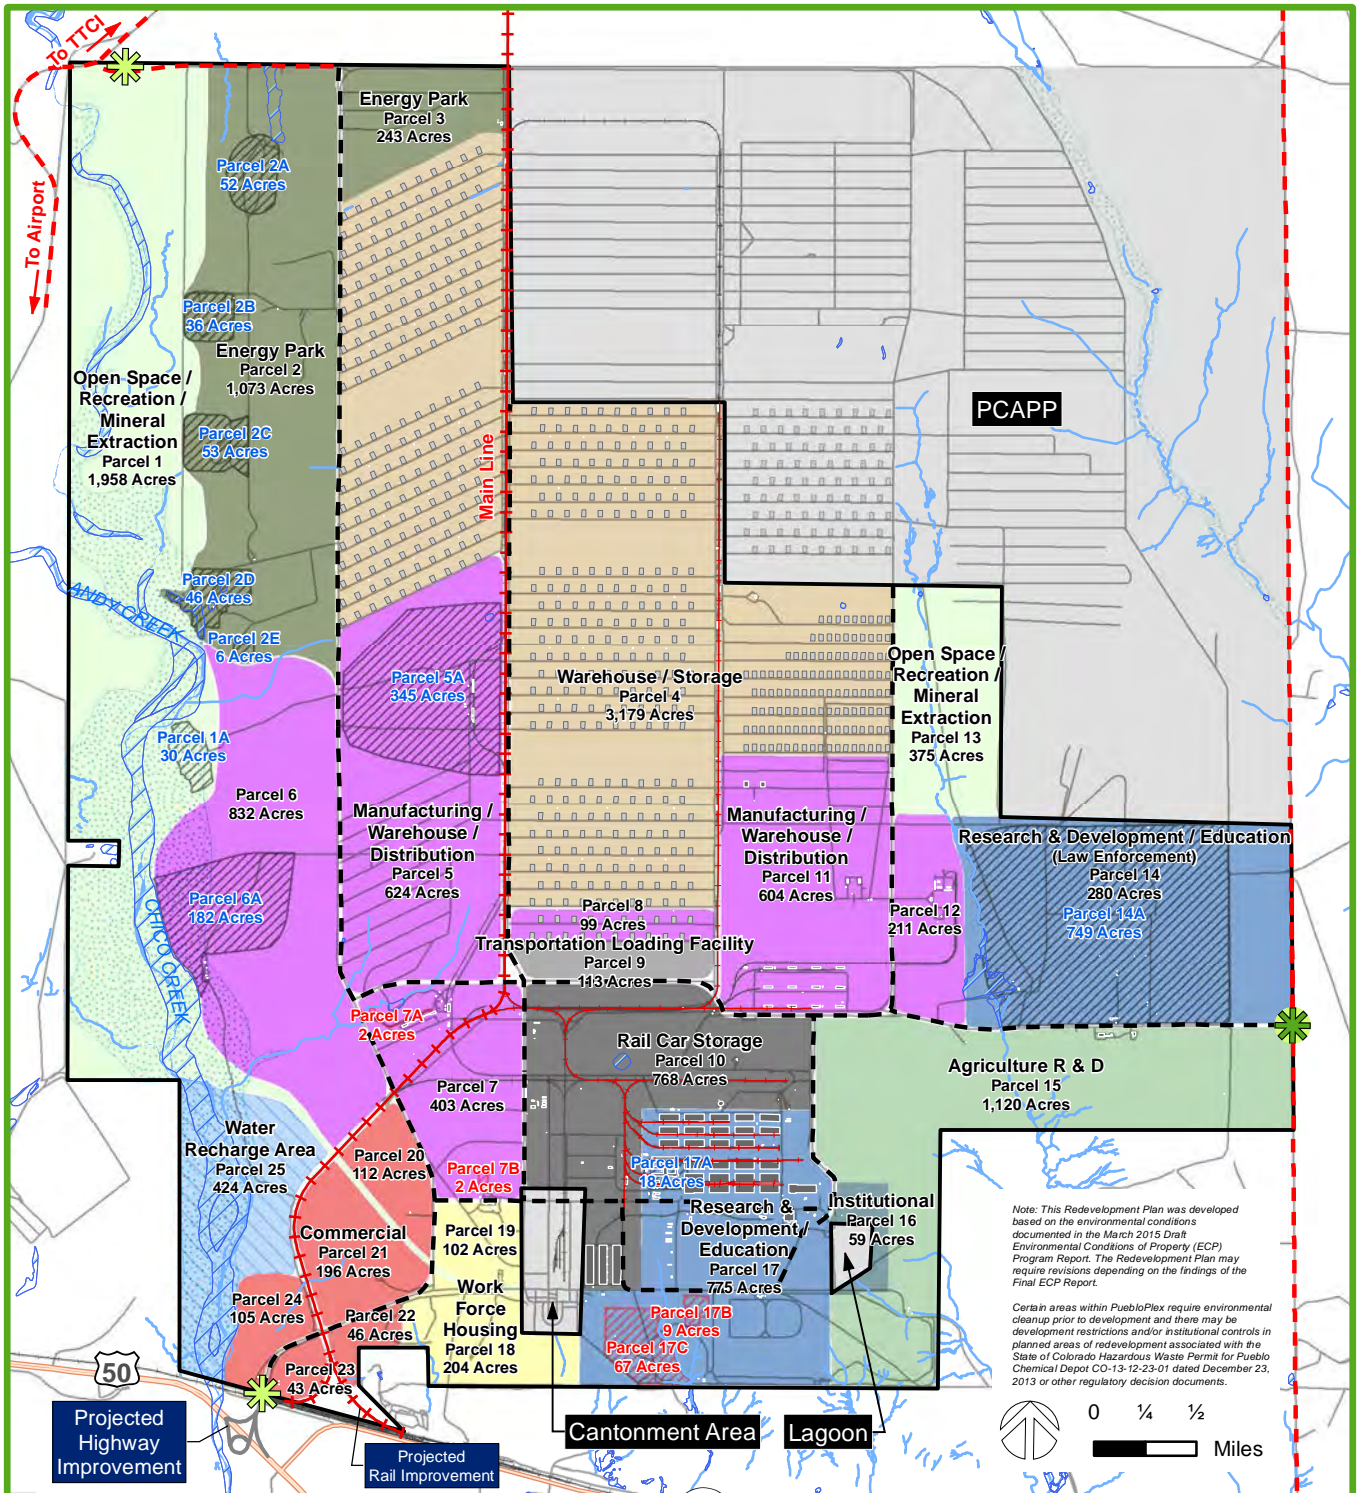 To TTCI
To Airport
Energy Park
Parcel 3
243 Acres
Parcel 2A
52 Acres
Parcel 2B
36 Acres
Energy Park
Parcel 2
1,073 Acres
Open Space /
Recreation /
Mineral
Extraction
Parcel 1
1,958 Acres
Parcel 2C
53 Acres
Main Line
PCAPP
Parcel 2D
46 Acres
ANDY CREEK
Parcel 2E
6 Acres
Parcel 5A
345 Acres
Warehouse / Storage
Parcel 4
3,179 Acres
Open Space /
Recreation /
Mineral
Extraction
Parcel 13
375 Acres
Parcel 1A
30 Acres
Parcel 6
832 Acres
Manufacturing /
Warehouse /
Distribution
Parcel 5
624 Acres
Manufacturing /
Warehouse /
Distribution
Parcel 11
604 Acres
Research & Development / Education
(Law Enforcement)
Parcel 14
280 Acres
Parcel 14A
749 Acres
Parcel 6A
182 Acres
CHICO CREEK
Parcel 8
99 Acres
Parcel 12
211 Acres
Transportation Loading Facility
Parcel 9
113 Acres
Parcel 7A
2 Acres
Rail Car Storage
Parcel 10
768 Acres
Parcel 7
403 Acres
Agriculture R & D
Parcel 15
1,120 Acres
Water
Recharge Area
Parcel 25
424 Acres
Parcel 20
112 Acres
Parcel 7B
2 Acres
Parcel 17A
18 Acres
Research &
Development /
Education
Parcel 17
775 Acres
Institutional
Parcel 16
59 Acres
Commercial
Parcel 21
196 Acres
Parcel 19
102 Acres
Work
Force
Housing
Parcel 18
204 Acres
Parcel 24
105 Acres
Parcel 22
46 Acres
Parcel 23
43 Acres
Parcel 17B
9 Acres
Parcel 17C
67 Acres
50
Projected
Highway
Improvement
Projected
Rail Improvement
Cantonment Area
Lagoon
Note: This Redevelopment Plan was developed
based on the environmental conditions
documented in the March 2015 Draft
Environmental Conditions of Property (ECP)
Program Report. The Redevelopment Plan may
require revisions depending on the findings of the
Final ECP Report.
Certain areas within PuebloPlex require environmental
cleanup prior to development and there may be
development restrictions and/or institutional controls in
planned areas of redevelopment associated with the
State of Colorado Hazardous Waste Permit for Pueblo
Chemical Depot CO-13-12-23-01 dated December 23,
2013 or other regulatory decision documents.
0 ¼ ½
Miles